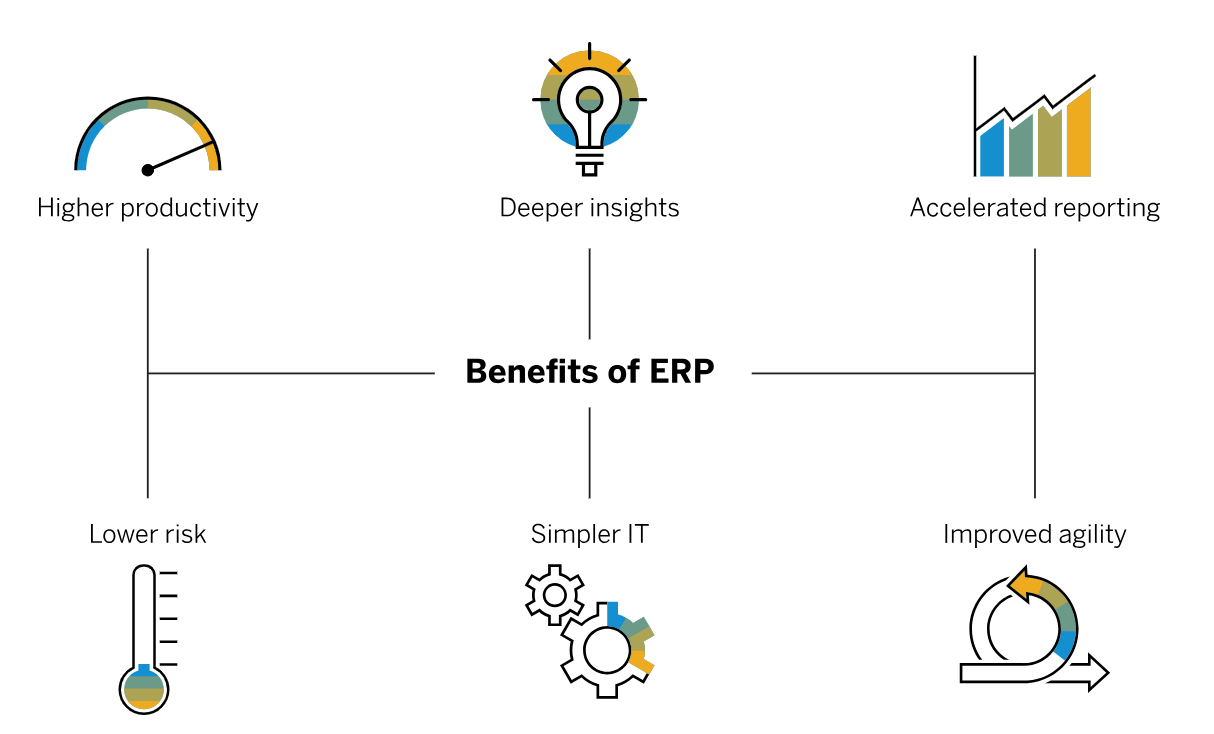 Higher productivity
Deeper insights
Accelerated reporting
Benefits of ERP
Lower risk
Simpler IT
Improved agility